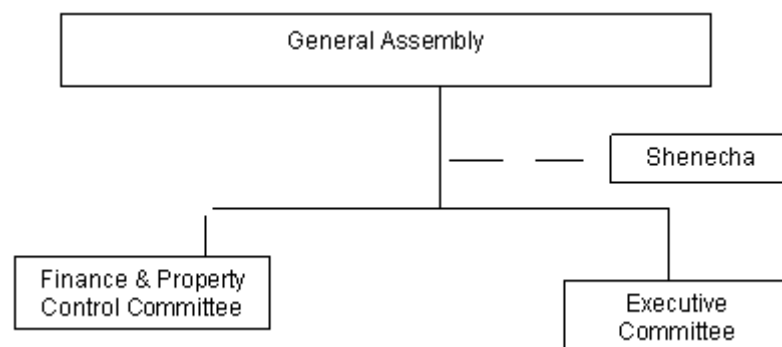 General Assembly
Shenecha
Finance & Property
Control Committee
Executive
Committee